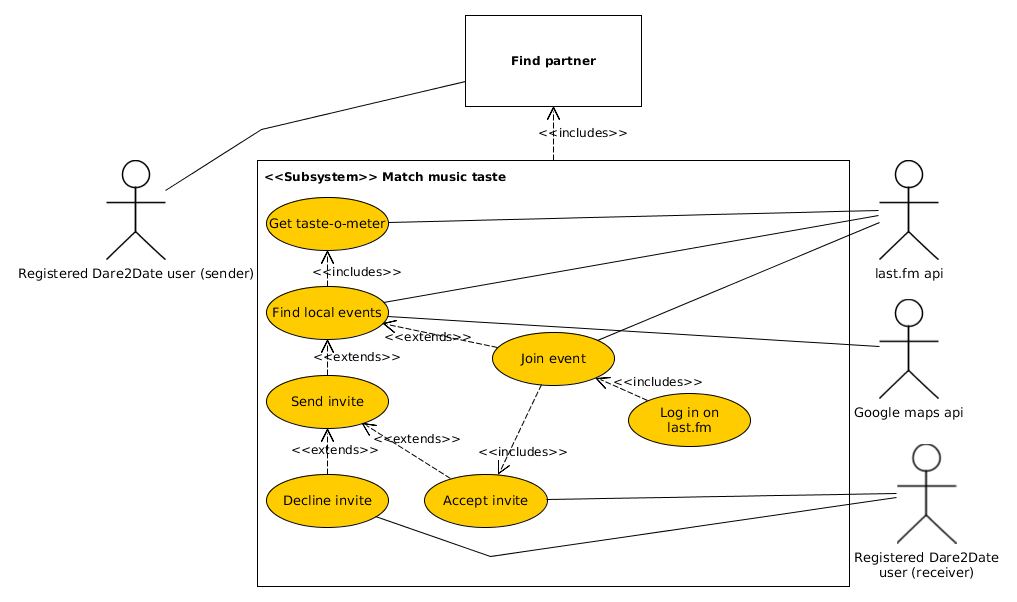 Find partner
<<includes>>
<<Subsystem>> Match music taste
Get taste-o-meter
Registered Dare2Date user (sender)
<<includes>>
last.fm api
Find local events
<<extends>>
<<extends>>
Join event
<<includes>>
Send invite
Log in on
last.fm
Google maps api
<<extends>>
<<extends>>
<<includes>>
Decline invite
Accept invite
Registered Dare2Date
user (receiver)